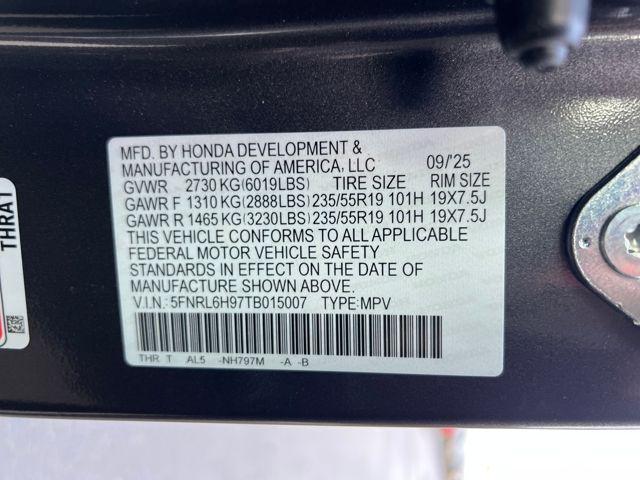 MFD. BY HONDA DEVELOPMENT &
MANUFACTURING OF AMERICA, LLC 09/'25
GVWR 2730 KG(6019LBS) TIRE SIZE RIM SIZE
GAWR F 1310 KG(2888LBS) 235/55R19 101H 19X7.5J
GAWR R 1465 KG(3230LBS) 235/55R19 101H 19X7.5J
THIS VEHICLE CONFORMS TO ALL APPLICABLE
FEDERAL MOTOR VEHICLE SAFETY
STANDARDS IN EFFECT ON THE DATE OF
MANUFACTURE SHOWN ABOVE.
V.I.N.: 5FNRL6H97TB015007 TYPE:MPV
THR T AL5 -NH797M -A -B
THRA1